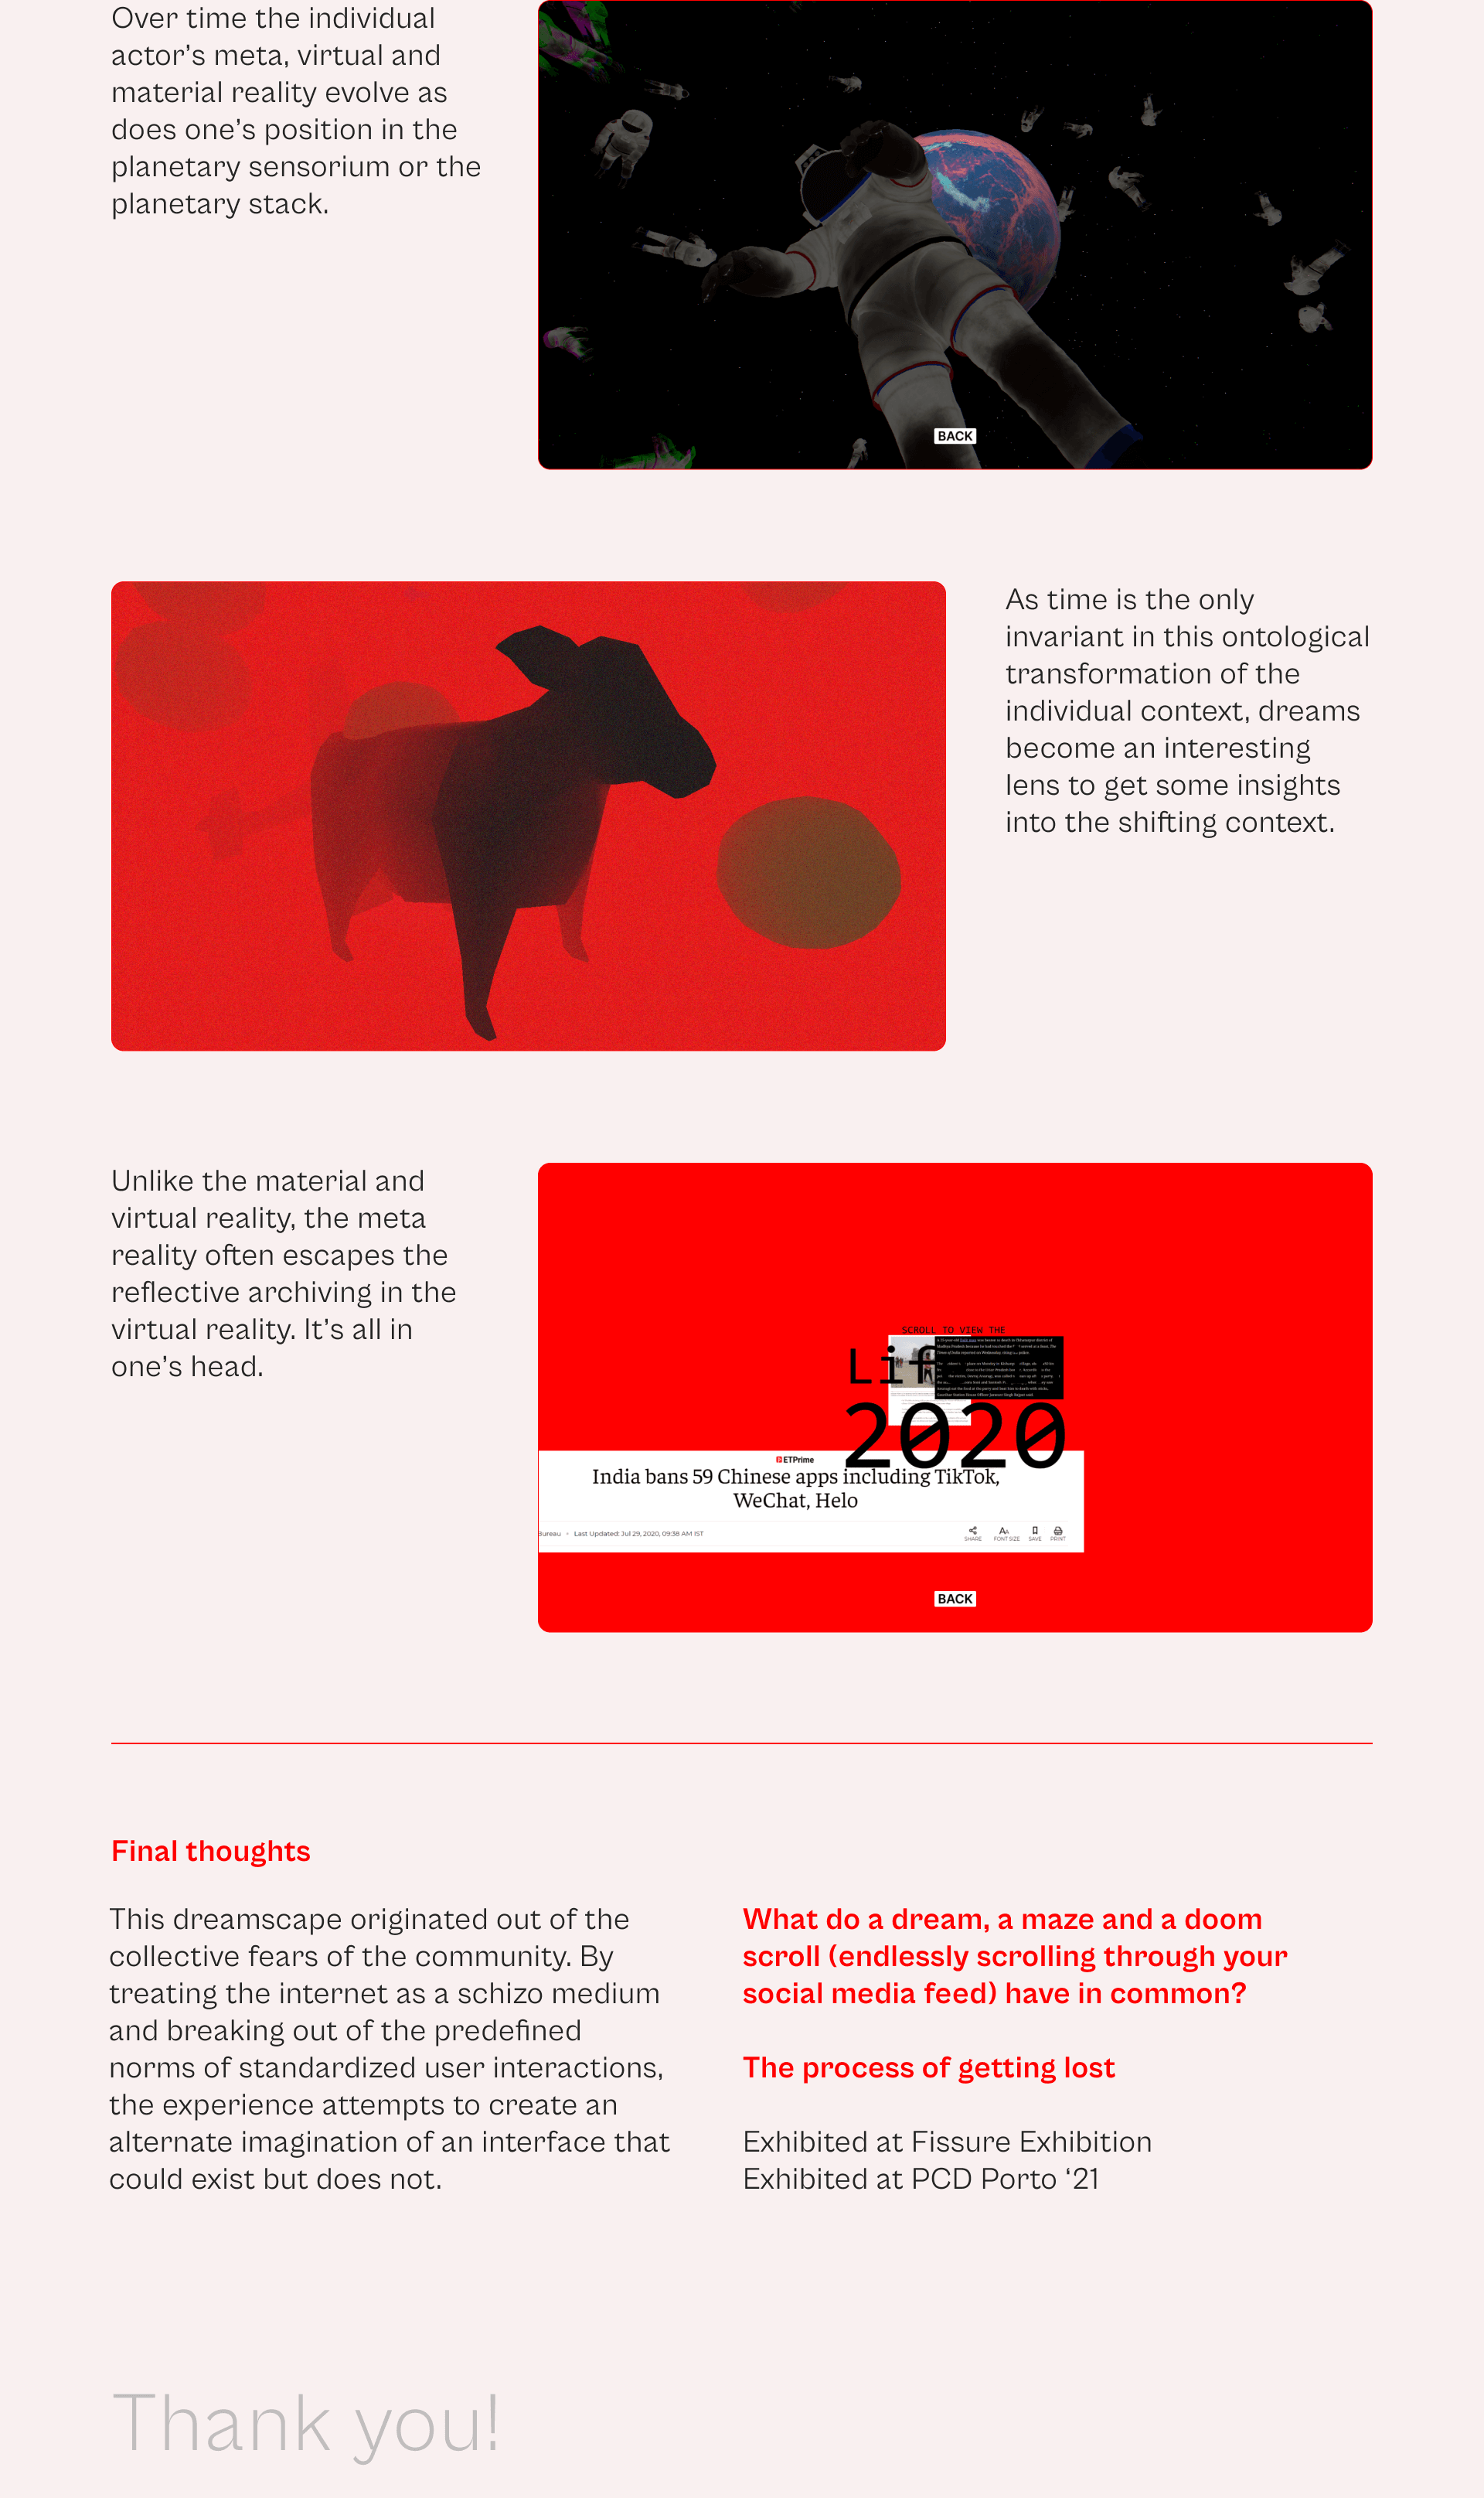 Over time the individual
actor’s meta, virtual and
material reality evolve as
does one’s position in the
planetary sensorium or the
planetary stack.
BACK
As time is the only
invariant in this ontological
transformation of the
individual context, dreams
become an interesting
lens to get some insights
into the shifting context.
Unlike the material and
virtual reality, the meta
reality often escapes the
reflective archiving in the
virtual reality. It’s all in
one’s head.
SCROLL TO VIEW THE
Lif
2020
ETPrime
India bans 59 Chinese apps including TikTok,
WeChat, Helo
Bureau • Last Updated: Jul 29, 2020, 09:38 AM IST
SHARE FONT SIZE SAVE PRINT
BACK
Final thoughts
This dreamscape originated out of the
collective fears of the community. By
treating the internet as a schizo medium
and breaking out of the predefined
norms of standardized user interactions,
the experience attempts to create an
alternate imagination of an interface that
could exist but does not.
What do a dream, a maze and a doom
scroll (endlessly scrolling through your
social media feed) have in common?
The process of getting lost
Exhibited at Fissure Exhibition
Exhibited at PCD Porto ‘21
Thank you!